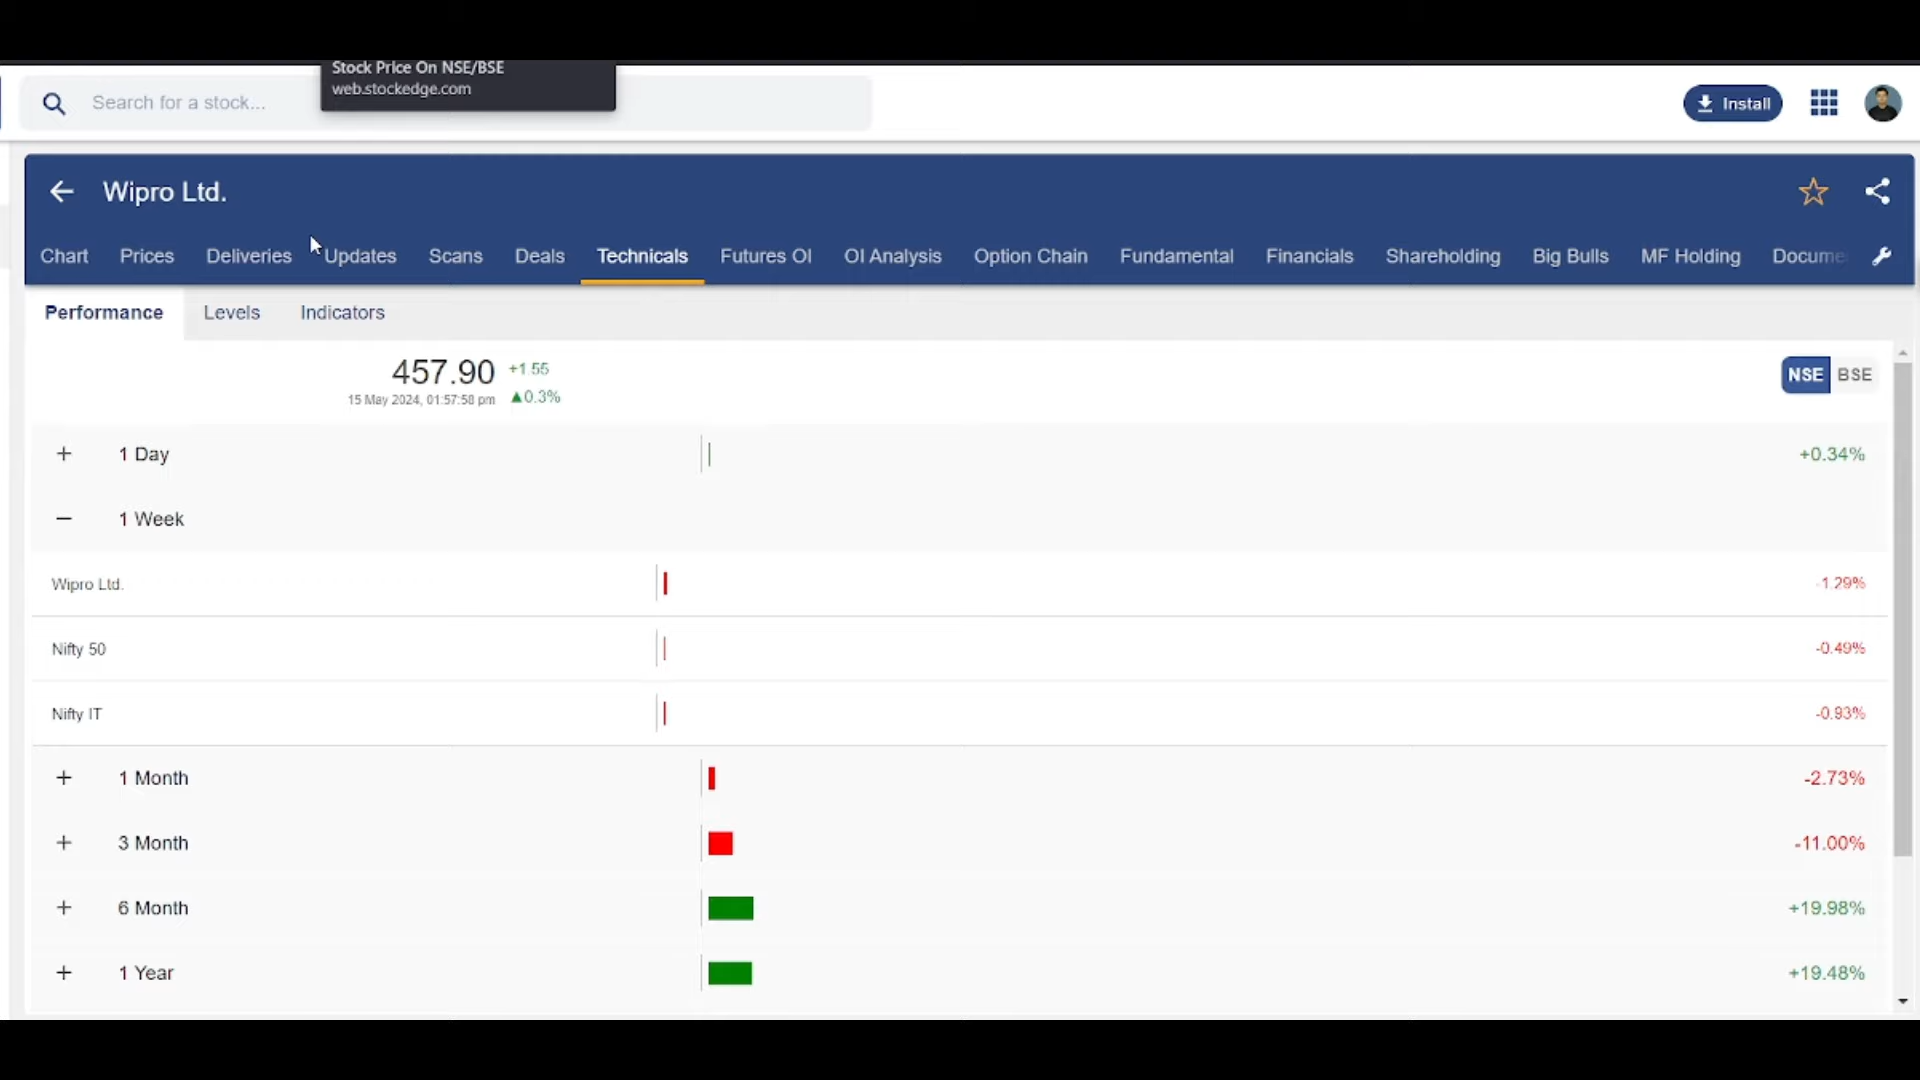 Stock Price On NSE/BSE
web.stockedge.com
Search for a stock...
Install
Wipro Ltd.
Chart Prices Deliveries Updates Scans Deals Technicals Futures OI OI Analysis Option Chain Fundamental Financials Shareholding Big Bulls MF Holding Docume
Performance Levels Indicators
457.90 +1.55
15 May 2024, 01:57:58 pm ▲0.3%
NSE BSE
+ 1 Day +0.34%
− 1 Week
Wipro Ltd. -1.29%
Nifty 50 -0.49%
Nifty IT -0.93%
+ 1 Month -2.73%
+ 3 Month -11.00%
+ 6 Month +19.98%
+ 1 Year +19.48%